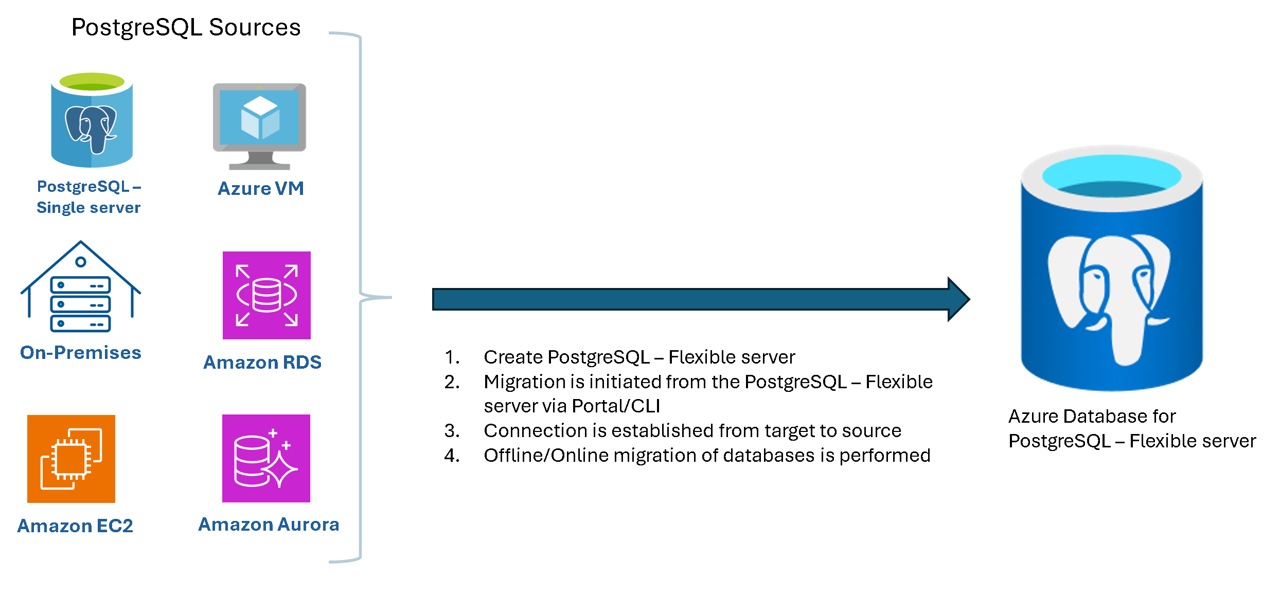 PostgreSQL Sources
PostgreSQL –
Single server
Azure VM
On-Premises
Amazon RDS
Amazon EC2
Amazon Aurora
1. Create PostgreSQL – Flexible server
2. Migration is initiated from the PostgreSQL – Flexible
server via Portal/CLI
3. Connection is established from target to source
4. Offline/Online migration of databases is performed
Azure Database for
PostgreSQL – Flexible server